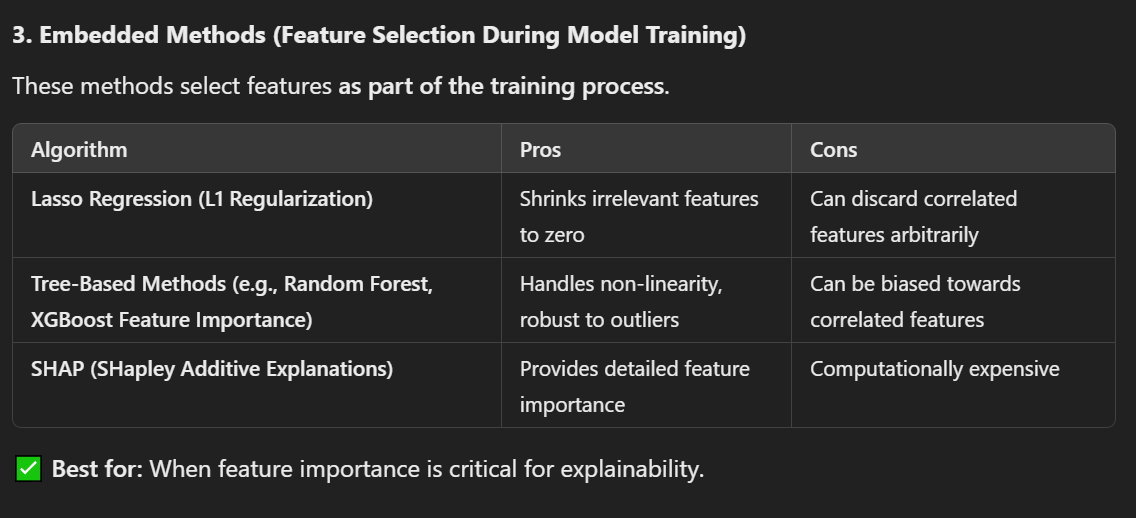 3. Embedded Methods (Feature Selection During Model Training)
These methods select features as part of the training process.
Algorithm Pros Cons
Lasso Regression (L1 Regularization) Shrinks irrelevant features Can discard correlated
to zero features arbitrarily
Tree-Based Methods (e.g., Random Forest, Handles non-linearity, Can be biased towards
XGBoost Feature Importance) robust to outliers correlated features
SHAP (SHapley Additive Explanations) Provides detailed feature Computationally expensive
importance
✅ Best for: When feature importance is critical for explainability.